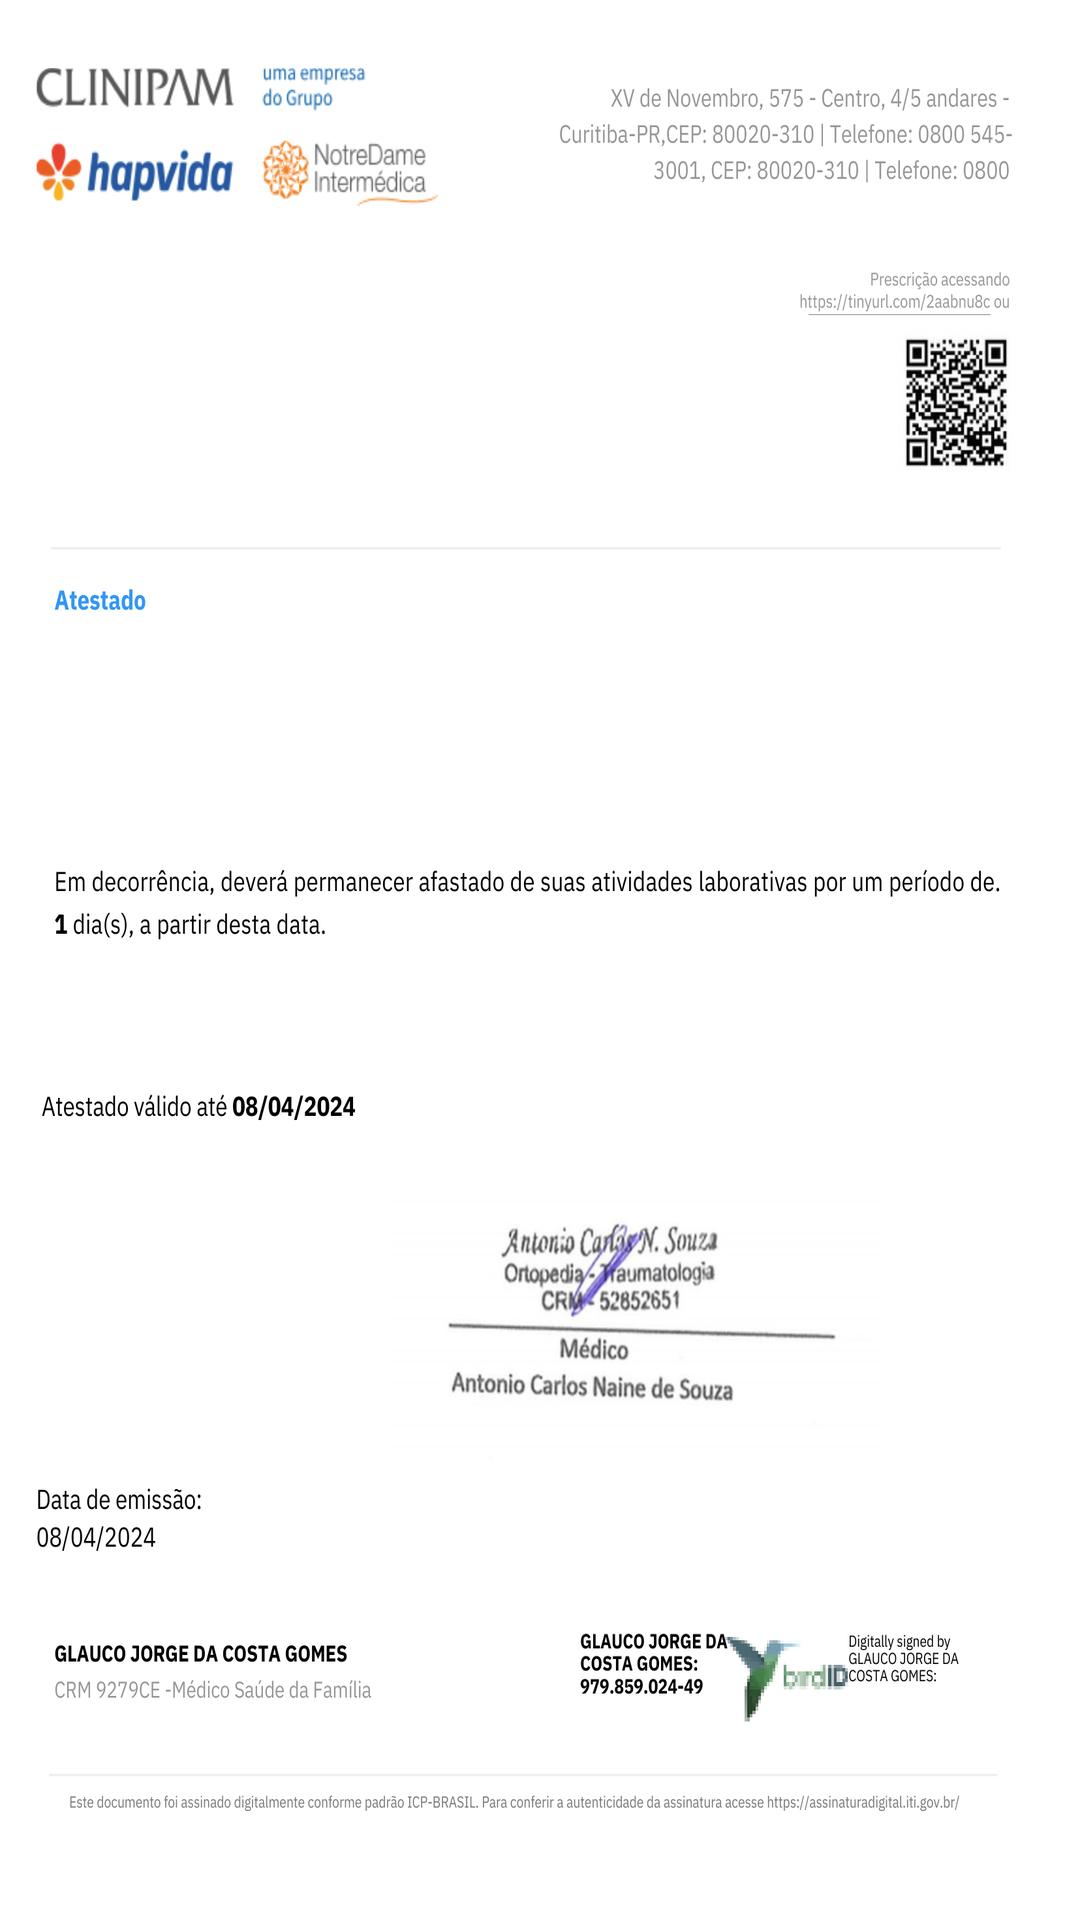 CLINIPAM
uma empresa
do Grupo
hapvida
NotreDame
Intermédica
XV de Novembro, 575 - Centro, 4/5 andares -
Curitiba-PR,CEP: 80020-310 | Telefone: 0800 545-
3001, CEP: 80020-310 | Telefone: 0800
Prescrição acessando
https://tinyurl.com/2aabnu8c ou
Atestado
Em decorrência, deverá permanecer afastado de suas atividades laborativas por um período de.
1 dia(s), a partir desta data.
Atestado válido até 08/04/2024
Antonio Carlos N. Souza
Ortopedia - Traumatologia
CRM - 52852651
Médico
Antonio Carlos Naine de Souza
Data de emissão:
08/04/2024
GLAUCO JORGE DA COSTA GOMES
CRM 9279CE -Médico Saúde da Família
GLAUCO JORGE DA
COSTA GOMES:
979.859.024-49
birdID
Digitally signed by
GLAUCO JORGE DA
COSTA GOMES:
Este documento foi assinado digitalmente conforme padrão ICP-BRASIL. Para conferir a autenticidade da assinatura acesse https://assinaturadigital.iti.gov.br/